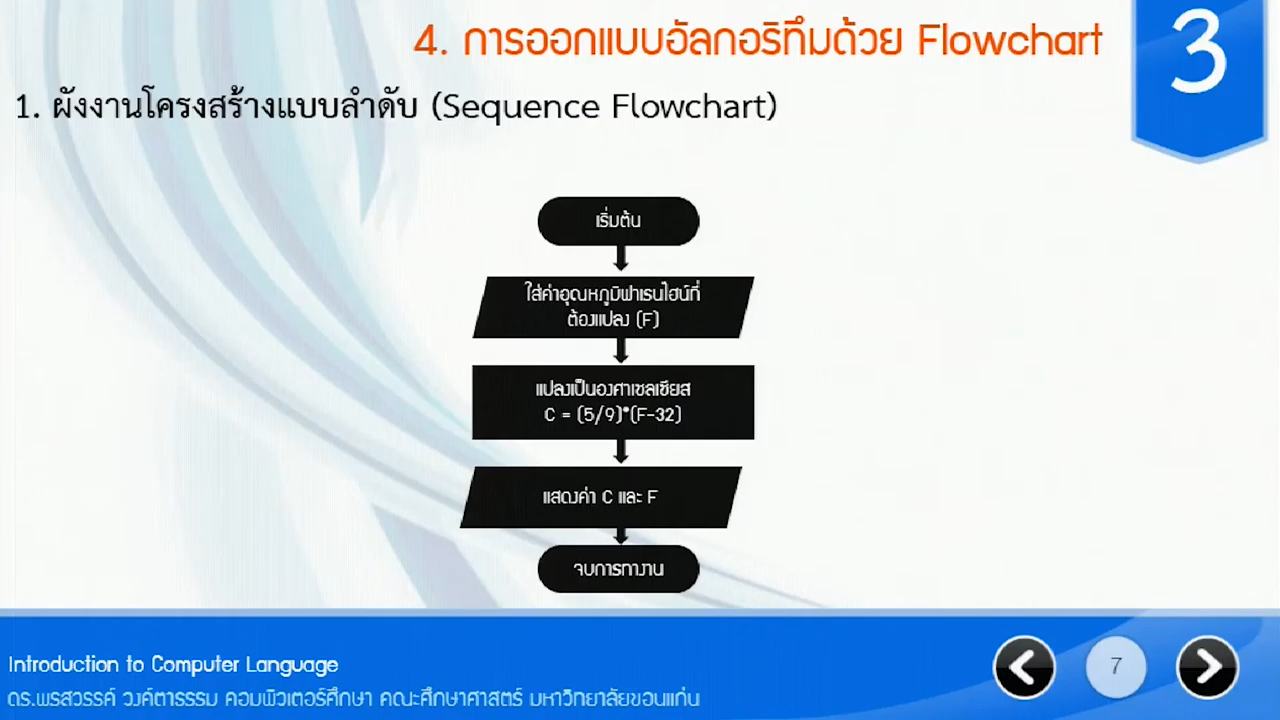 4. การออกแบบอัลกอริทึมด้วย Flowchart
3
1. ผังงานโครงสร้างแบบลำดับ (Sequence Flowchart)
เริ่มต้น
ใส่ค่าอุณหภูมิฟาเรนไฮน์ที่
ต้องแปลง (F)
แปลงเป็นองศาเซลเซียส
C = (5/9)*(F-32)
แสดงค่า C และ F
จบการทางาน
Introduction to Computer Language
ดร.พรสวรรค์ วงค์ตาธรรม คอมพิวเตอร์ศึกษา คณะศึกษาศาสตร์ มหาวิทยาลัยขอนแก่น
7